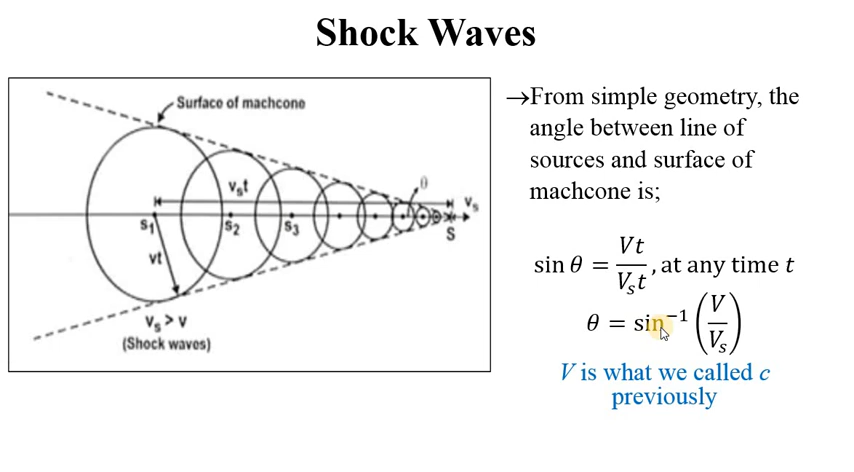 Shock Waves
Surface of machcone
θ
vₛt
vₛ
s₁
s₂
s₃
S
vt
Vₛ > v
(Shock waves)
→From simple geometry, the
angle between line of
sources and surface of
machcone is;
sin θ = Vt/Vₛt , at any time t
θ = sin⁻¹ (V/Vₛ)
V is what we called c
previously